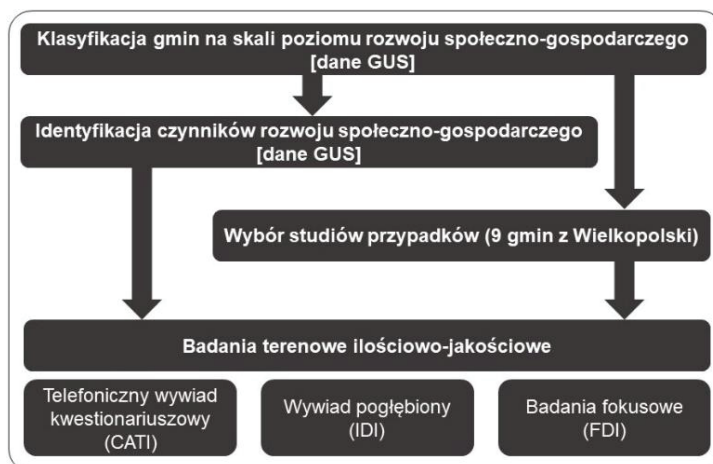 Klasyfikacja gmin na skali poziomu rozwoju społeczno-gospodarczego
[dane GUS]
Identyfikacja czynników rozwoju społeczno-gospodarczego
[dane GUS]
Wybór studiów przypadków (9 gmin z Wielkopolski)
Badania terenowe ilościowo-jakościowe
Telefoniczny wywiad
kwestionariuszowy
(CATI)
Wywiad pogłębiony
(IDI)
Badania fokusowe
(FDI)